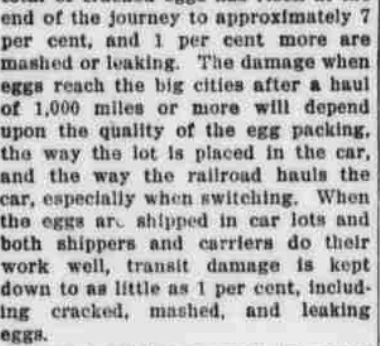 end of the journey to approximately 7
per cent, and 1 per cent more are
mashed or leaking. The damage when
eggs reach the big cities after a haul
of 1,000 miles or more will depend
upon the quality of the egg packing,
the way the lot is placed in the car,
and the way the railroad hauls the
car, especially when switching. When
the eggs are shipped in car lots and
both shippers and carriers do their
work well, transit damage is kept
down to as little as 1 per cent, includ-
ing cracked, mashed, and leaking
eggs.